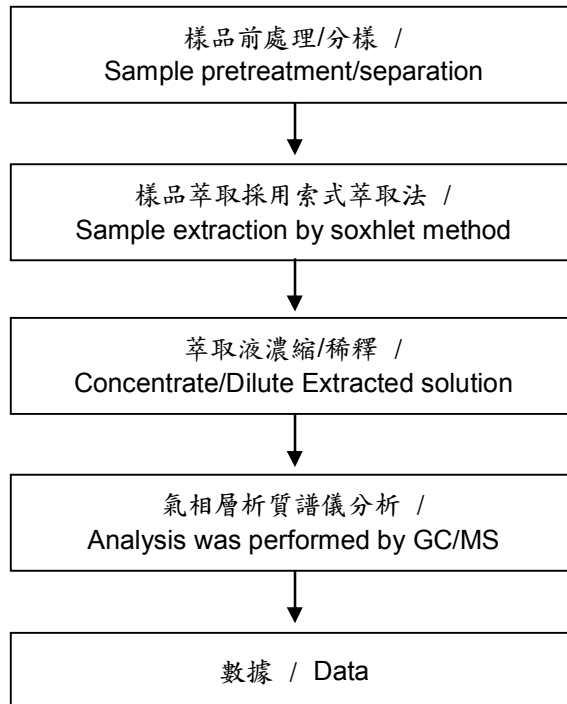 樣品前處理/分樣 /
Sample pretreatment/separation
樣品萃取採用索式萃取法 /
Sample extraction by soxhlet method
萃取液濃縮/稀釋 /
Concentrate/Dilute Extracted solution
氣相層析質譜儀分析 /
Analysis was performed by GC/MS
數據 / Data